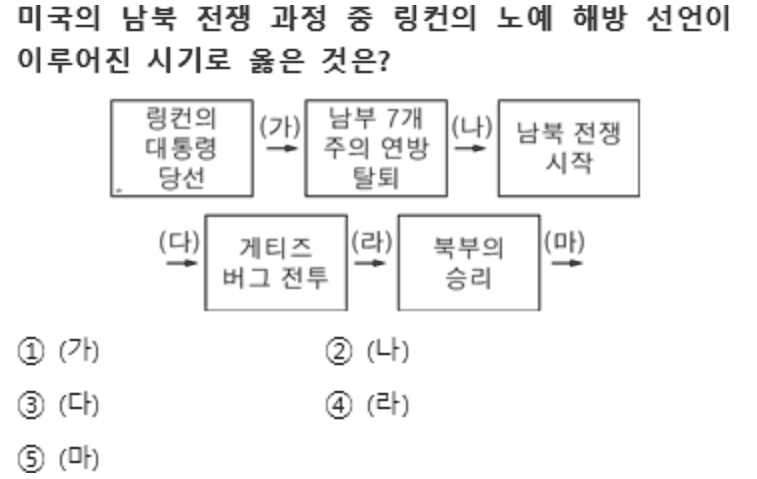 미국의 남북 전쟁 과정 중 링컨의 노예 해방 선언이
이루어진 시기로 옳은 것은?
링컨의
대통령
당선
(가)
남부 7개
주의 연방
탈퇴
(나)
남북 전쟁
시작
(다)
게티즈
버그 전투
(라)
북부의
승리
(마)
① (가)
② (나)
③ (다)
④ (라)
⑤ (마)